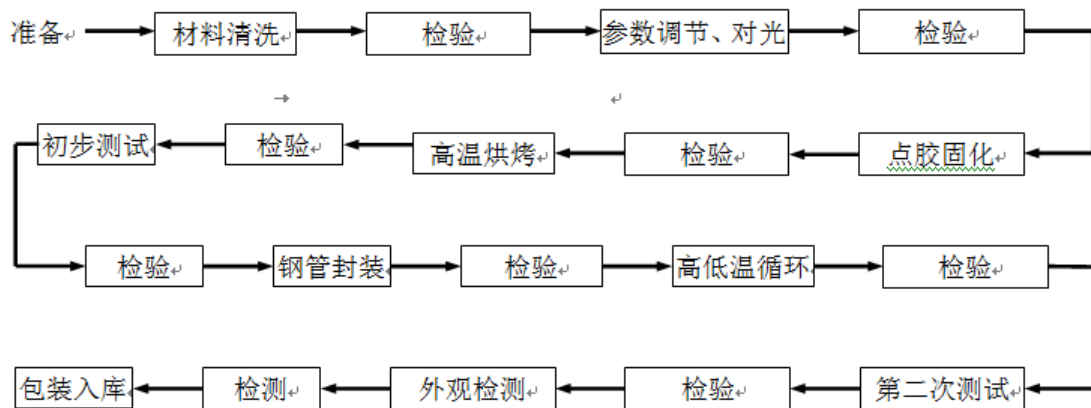 准备 材料清洗 检验 参数调节、对光 检验
初步测试 检验 高温烘烤 检验 点胶固化
检验 钢管封装 检验 高低温循环 检验
包装入库 检测 外观检测 检验 第二次测试